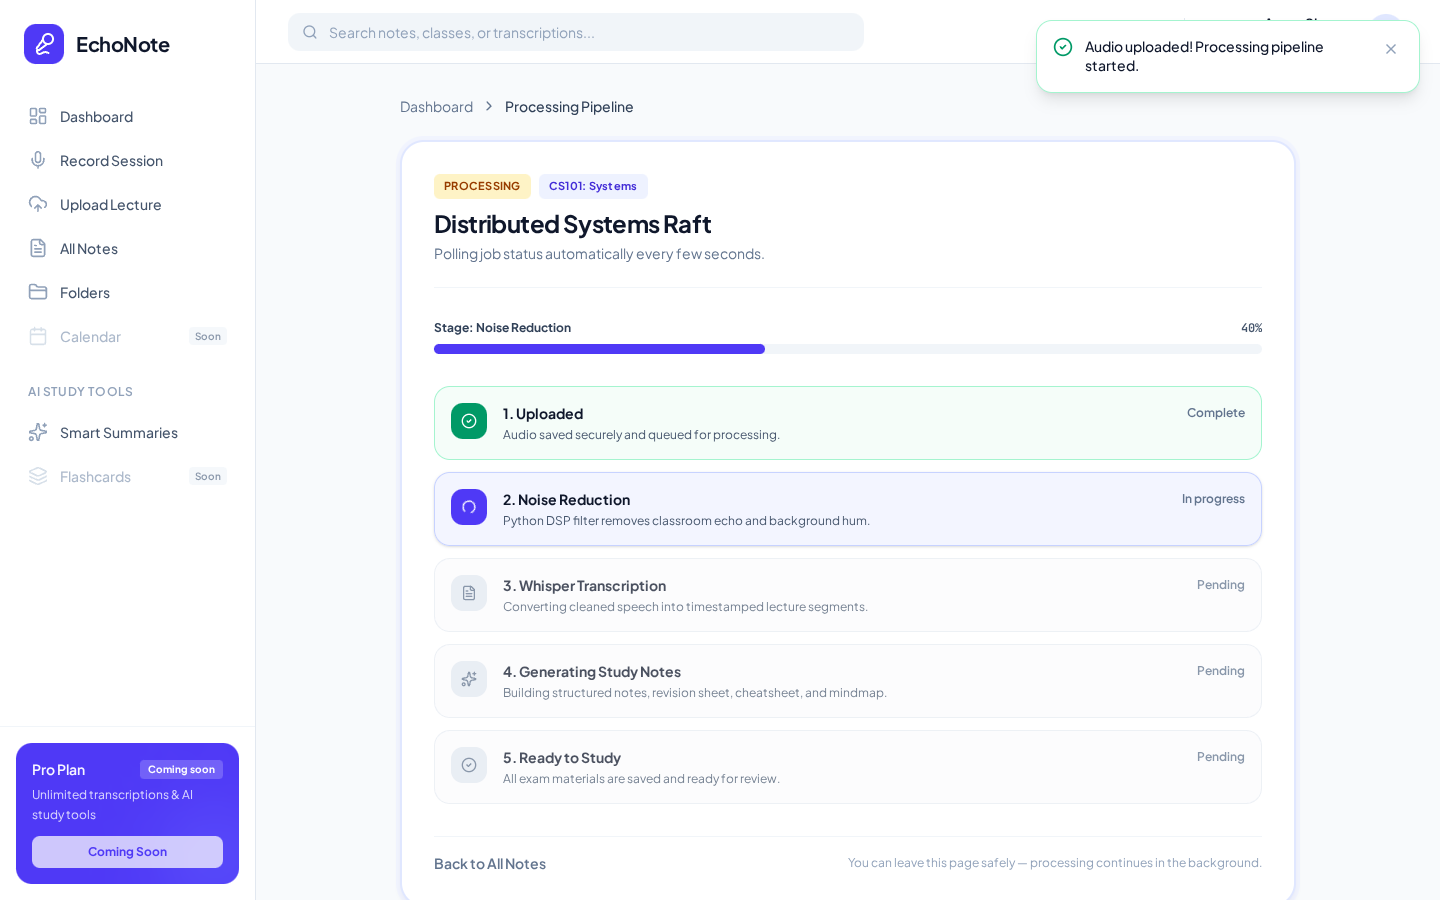 EchoNote
Search notes, classes, or transcriptions...
Audio uploaded! Processing pipeline
started.
Dashboard
Record Session
Upload Lecture
All Notes
Folders
Calendar
Soon
AI STUDY TOOLS
Smart Summaries
Flashcards
Soon
Pro Plan
Coming soon
Unlimited transcriptions & AI
study tools
Coming Soon
Dashboard
Processing Pipeline
PROCESSING
CS101: Systems
Distributed Systems Raft
Polling job status automatically every few seconds.
Stage: Noise Reduction
40%
1. Uploaded
Complete
Audio saved securely and queued for processing.
2. Noise Reduction
In progress
Python DSP filter removes classroom echo and background hum.
3. Whisper Transcription
Pending
Converting cleaned speech into timestamped lecture segments.
4. Generating Study Notes
Pending
Building structured notes, revision sheet, cheatsheet, and mindmap.
5. Ready to Study
Pending
All exam materials are saved and ready for review.
Back to All Notes
You can leave this page safely — processing continues in the background.